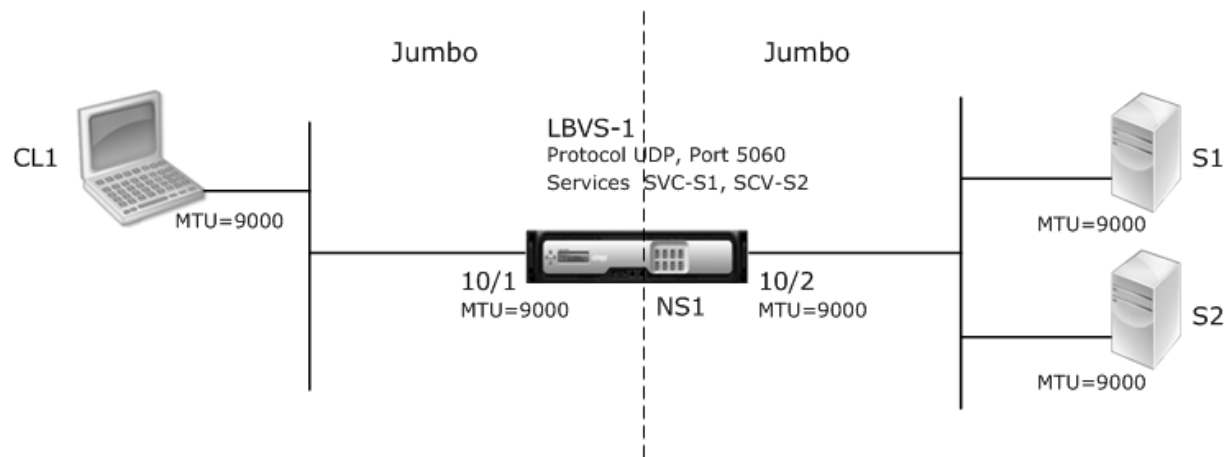 Jumbo
Jumbo
CL1
MTU=9000
LBVS-1
Protocol UDP, Port 5060
Services SVC-S1, SCV-S2
10/1
MTU=9000
NS1
10/2
MTU=9000
S1
MTU=9000
S2
MTU=9000